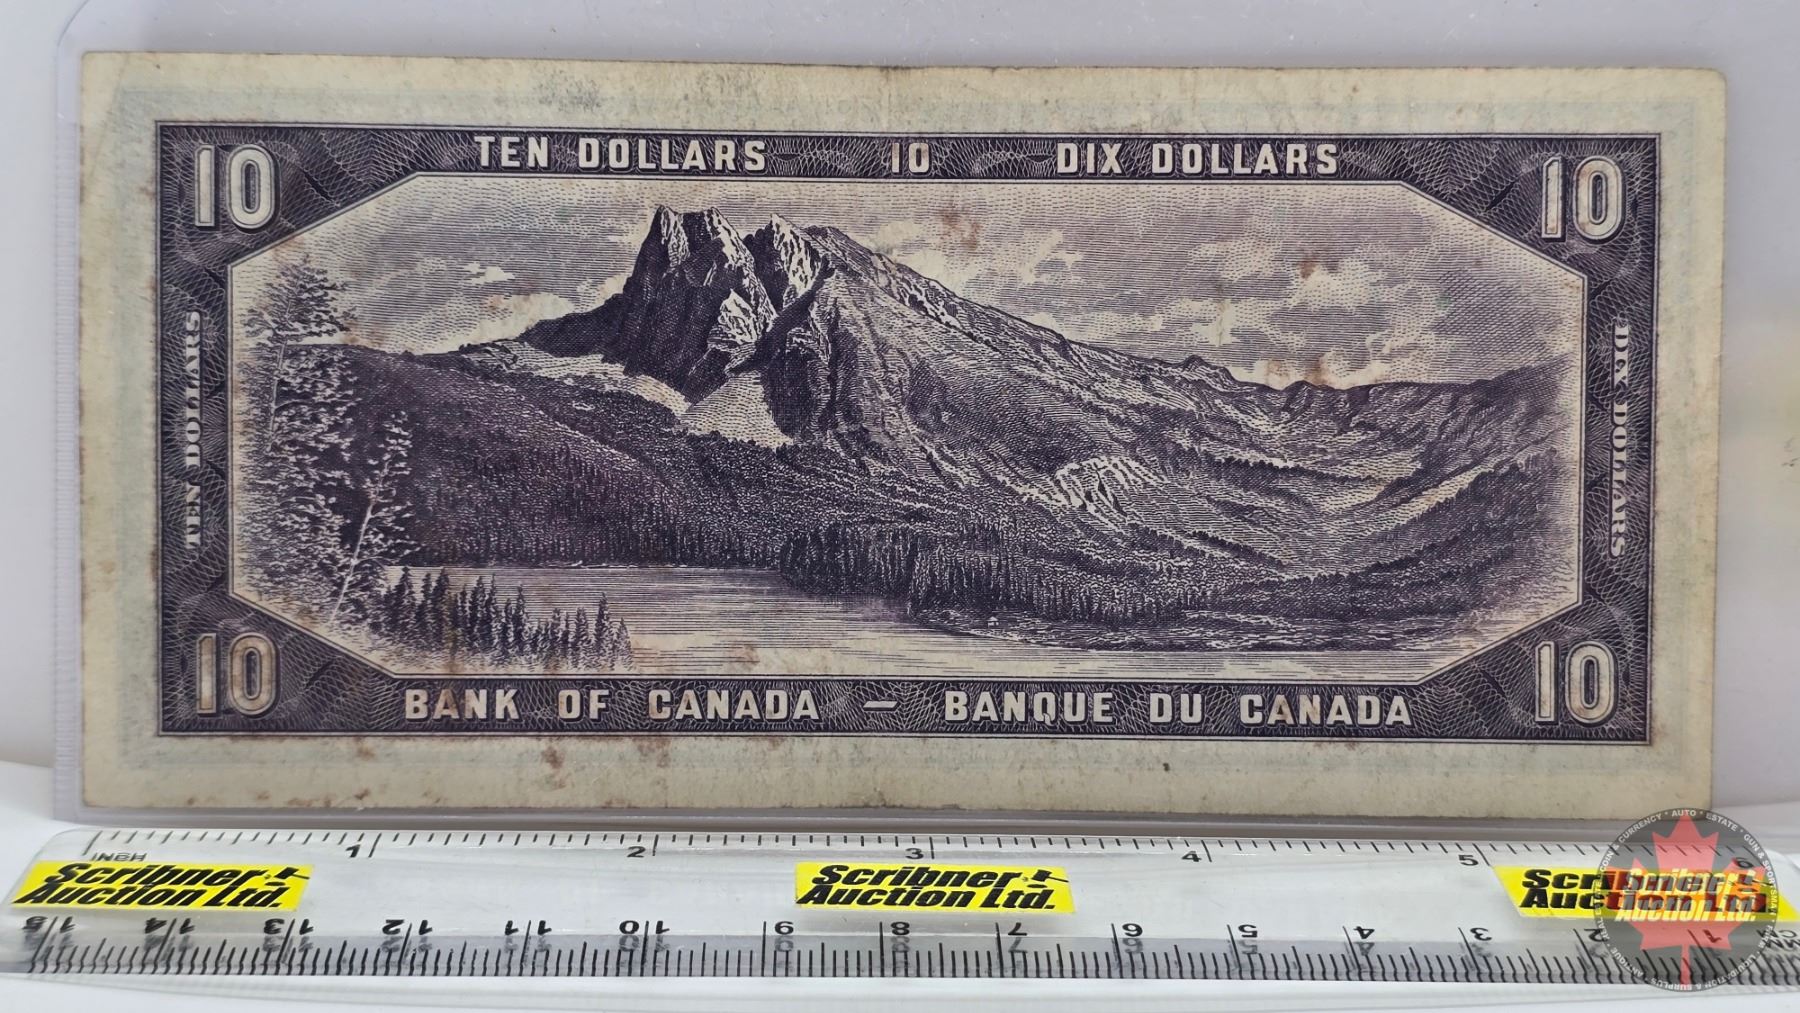 TEN DOLLARS 10 DIX DOLLARS
10 10
TEN DOLLARS
DIX DOLLARS
10 10
BANK OF CANADA — BANQUE DU CANADA
1 2 3 4 5 6
INCH
Scribner Auction Ltd.
Scribner Auction Ltd.
Scribner Auction Ltd.
15 14 13 12 11 10 9 8 7 6 5 4 3 2 1 MM CM